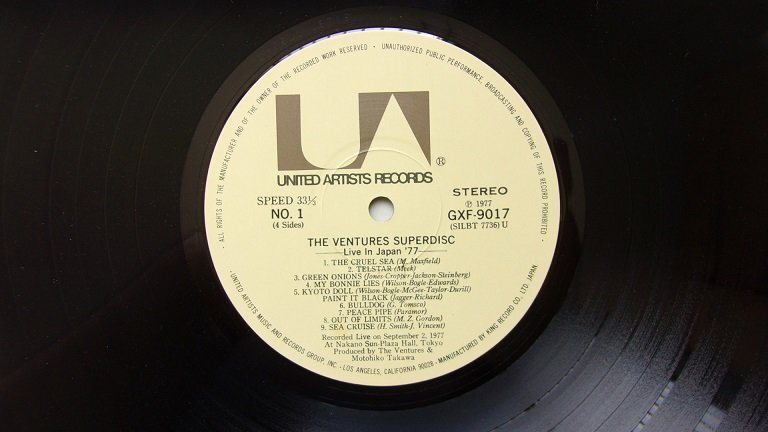 • ALL RIGHTS OF THE MANUFACTURER AND OF THE OWNER OF THE RECORDED WORK RESERVED • UNAUTHORIZED PUBLIC PERFORMANCE, BROADCASTING AND COPYING OF THIS RECORD PROHIBITED.
UA
®
UNITED ARTISTS RECORDS
SPEED 33⅓
NO. 1
(4 Sides)
STEREO
Ⓟ 1977
GXF-9017
(SILBT 7736) U
THE VENTURES SUPERDISC
Live In Japan '77
1. THE CRUEL SEA (M. Maxfield)
2. TELSTAR (Meek)
3. GREEN ONIONS (Jones-Cropper-Jackson-Steinberg)
4. MY BONNIE LIES (Wilson-Bogle-Edwards)
5. KYOTO DOLL (Wilson-Bogle-McGee-Taylor-Durill)
PAINT IT BLACK (Jagger-Richard)
6. BULLDOG (G. Tomsco)
7. PEACE PIPE (Paramor)
8. OUT OF LIMITS (M. Z. Gordon)
9. SEA CRUISE (H. Smith-J. Vincent)
Recorded Live on September 2, 1977
At Nakano Sun-Plaza Hall, Tokyo
Produced by The Ventures &
Motohiko Takawa
UNITED ARTISTS MUSIC AND RECORDS GROUP, INC. • LOS ANGELES, CALIFORNIA 90028 • MANUFACTURED BY KING RECORD CO., LTD. JAPAN